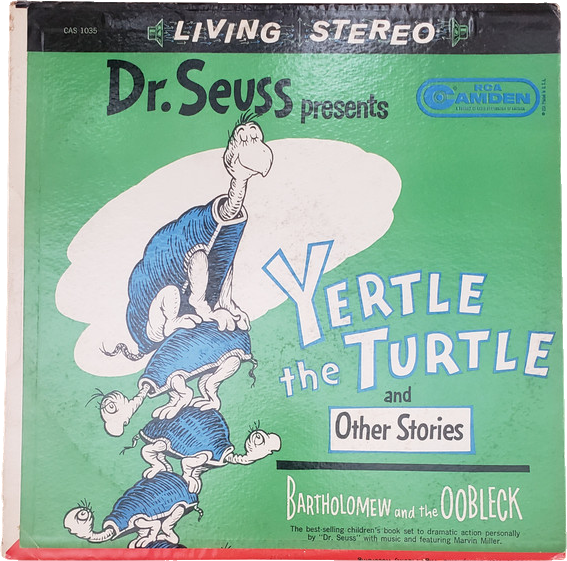 CAS 1035
LIVING STEREO
Dr. Seuss presents
RCA
CAMDEN
YERTLE
the TURTLE
and
Other Stories
BARTHOLOMEW and the OOBLECK
The best-selling children's book set to dramatic action personally
by "Dr. Seuss" with music and featuring Marvin Miller.